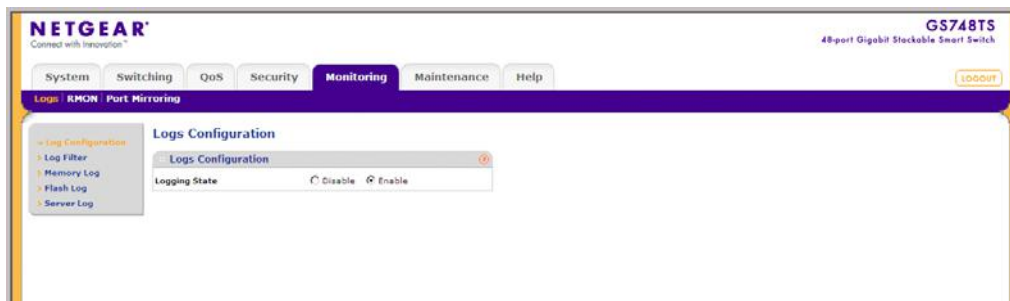 NETGEAR®
Connect with Innovation™
GS748TS
48-port Gigabit Stackable Smart Switch
System Switching QoS Security Monitoring Maintenance Help
LOGOUT
Logs RMON Port Mirroring
Log Configuration
Log Filter
Memory Log
Flash Log
Server Log
Logs Configuration
Logs Configuration
Logging State Disable Enable